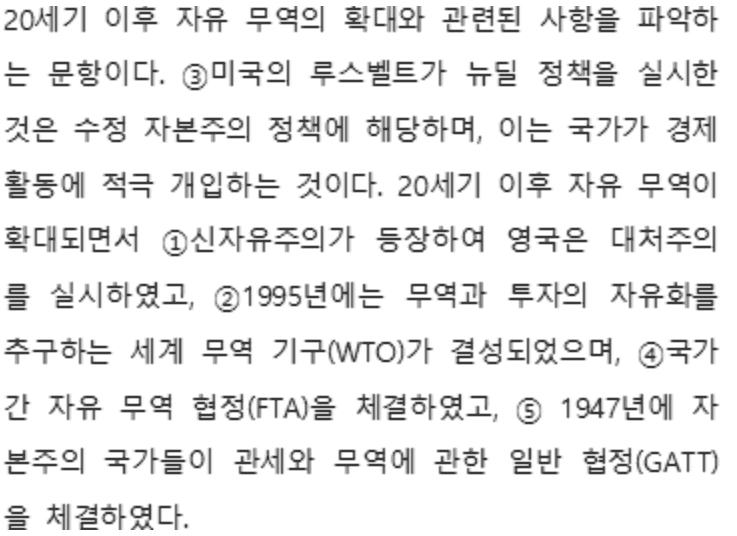 20세기 이후 자유 무역의 확대와 관련된 사항을 파악하
는 문항이다. ③미국의 루스벨트가 뉴딜 정책을 실시한
것은 수정 자본주의 정책에 해당하며, 이는 국가가 경제
활동에 적극 개입하는 것이다. 20세기 이후 자유 무역이
확대되면서 ①신자유주의가 등장하여 영국은 대처주의
를 실시하였고, ②1995년에는 무역과 투자의 자유화를
추구하는 세계 무역 기구(WTO)가 결성되었으며, ④국가
간 자유 무역 협정(FTA)을 체결하였고, ⑤ 1947년에 자
본주의 국가들이 관세와 무역에 관한 일반 협정(GATT)
을 체결하였다.